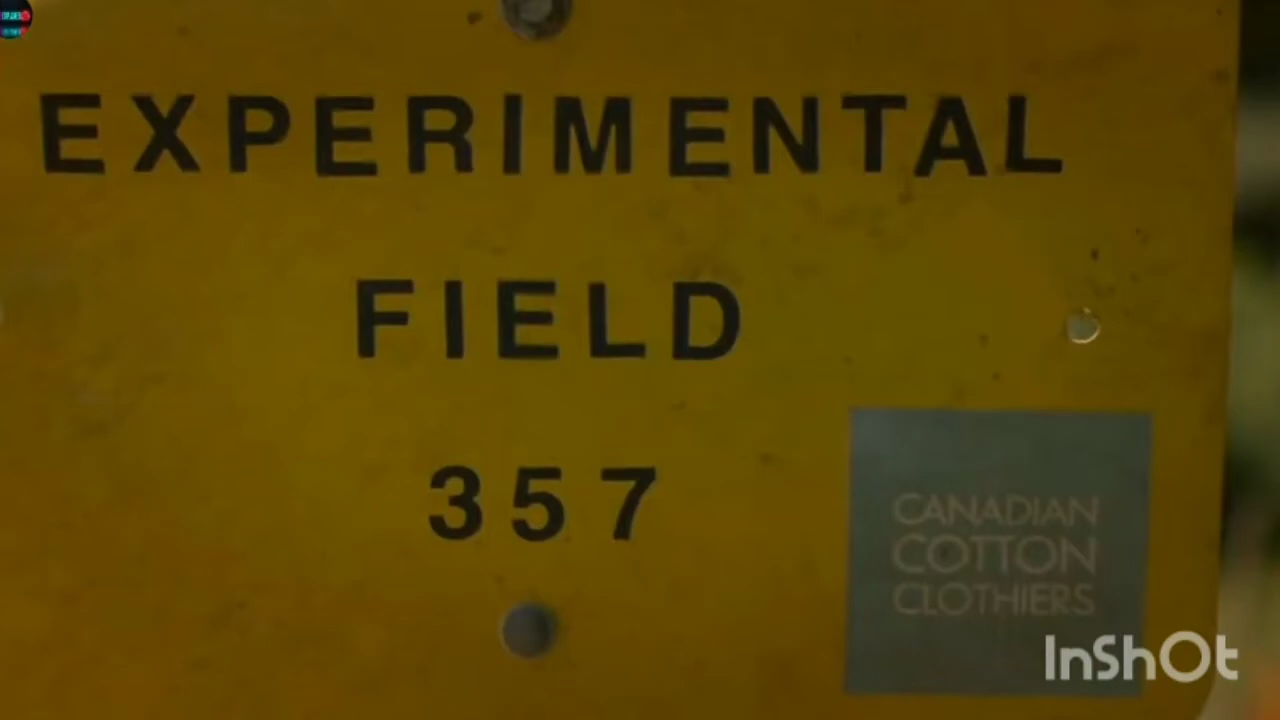 EXPERIMENTAL
FIELD
357
CANADIAN
COTTON
CLOTHIERS
InShOt